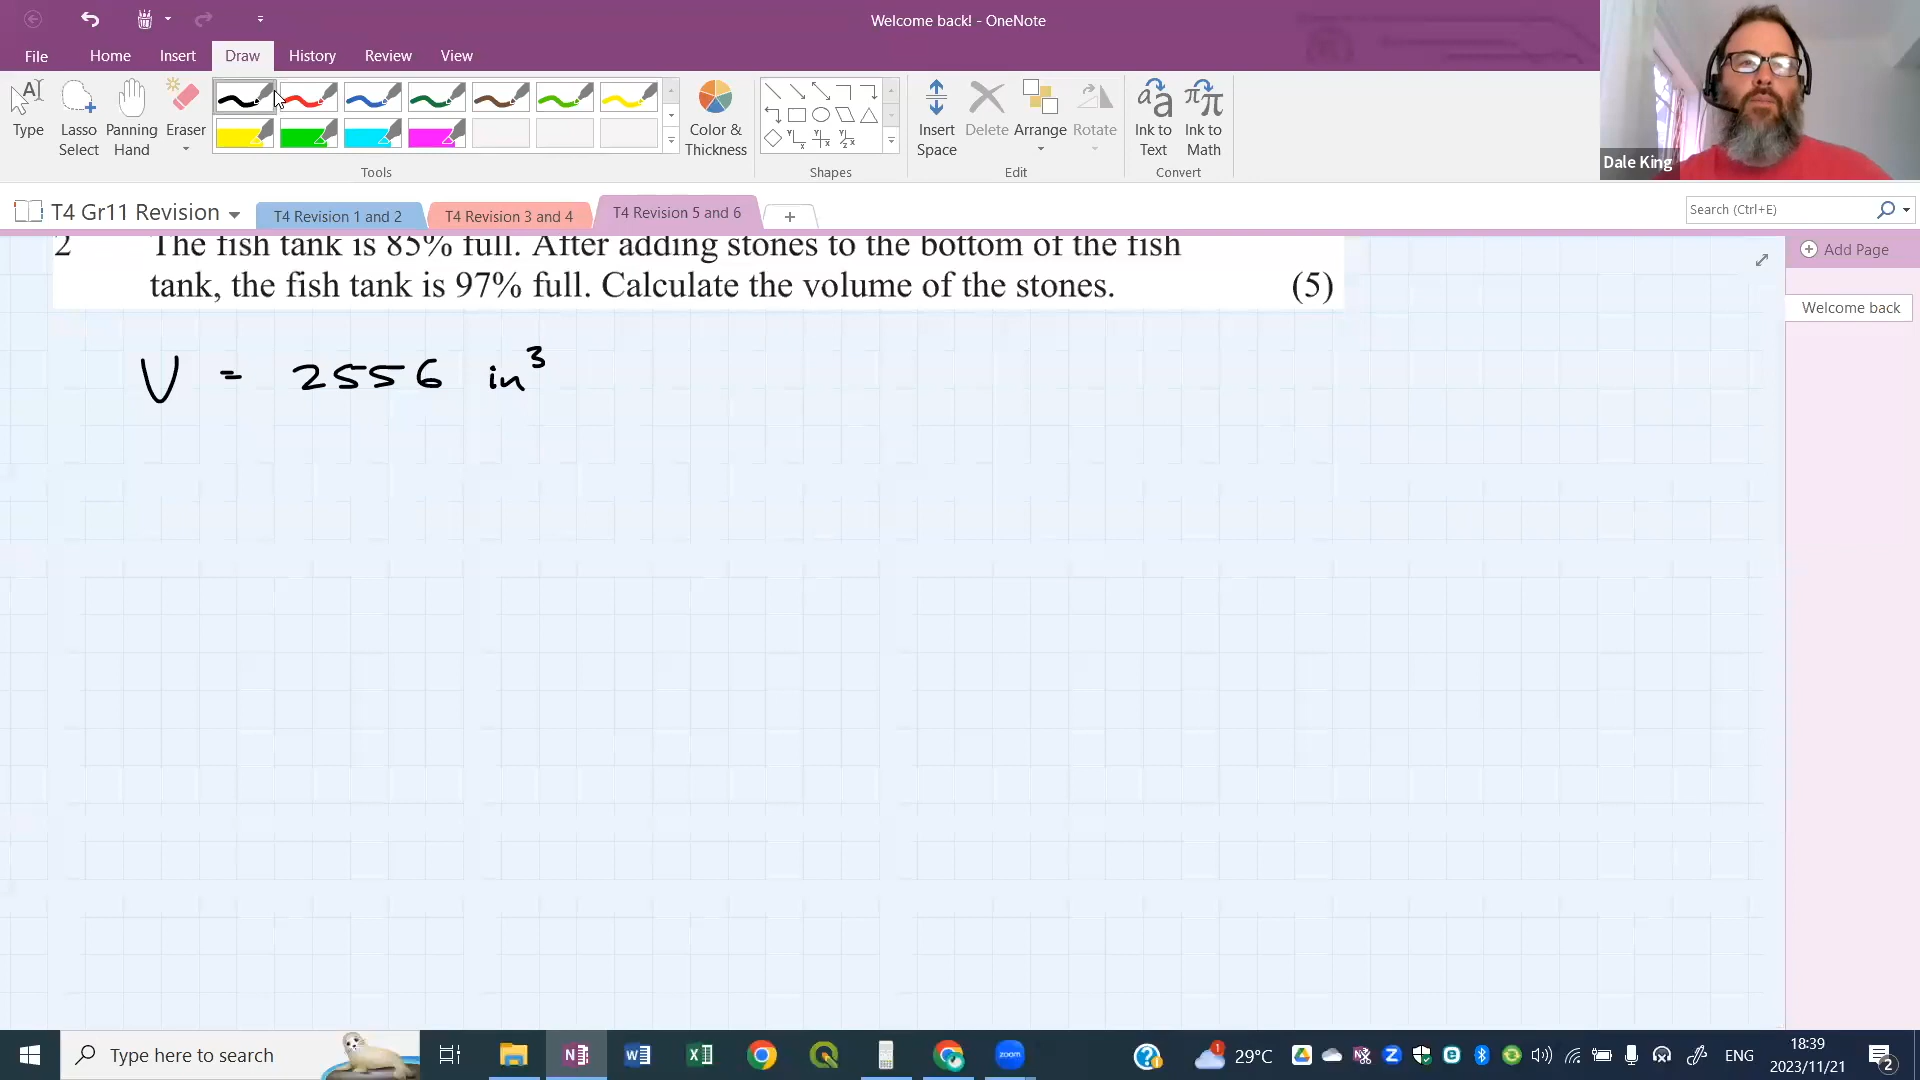 Welcome back! - OneNote
File Home Insert Draw History Review View
Type
Lasso Select
Panning Hand
Eraser
Color & Thickness
Insert Space
Delete
Arrange
Rotate
Ink to Text
Ink to Math
Tools
Shapes
Edit
Convert
Dale King
T4 Gr11 Revision
T4 Revision 1 and 2
T4 Revision 3 and 4
T4 Revision 5 and 6
Search (Ctrl+E)
Add Page
Welcome back
2 The fish tank is 85% full. After adding stones to the bottom of the fish
tank, the fish tank is 97% full. Calculate the volume of the stones. (5)
V = 2556 in³
Type here to search
zoom
29°C
ENG
18:39
2023/11/21
2